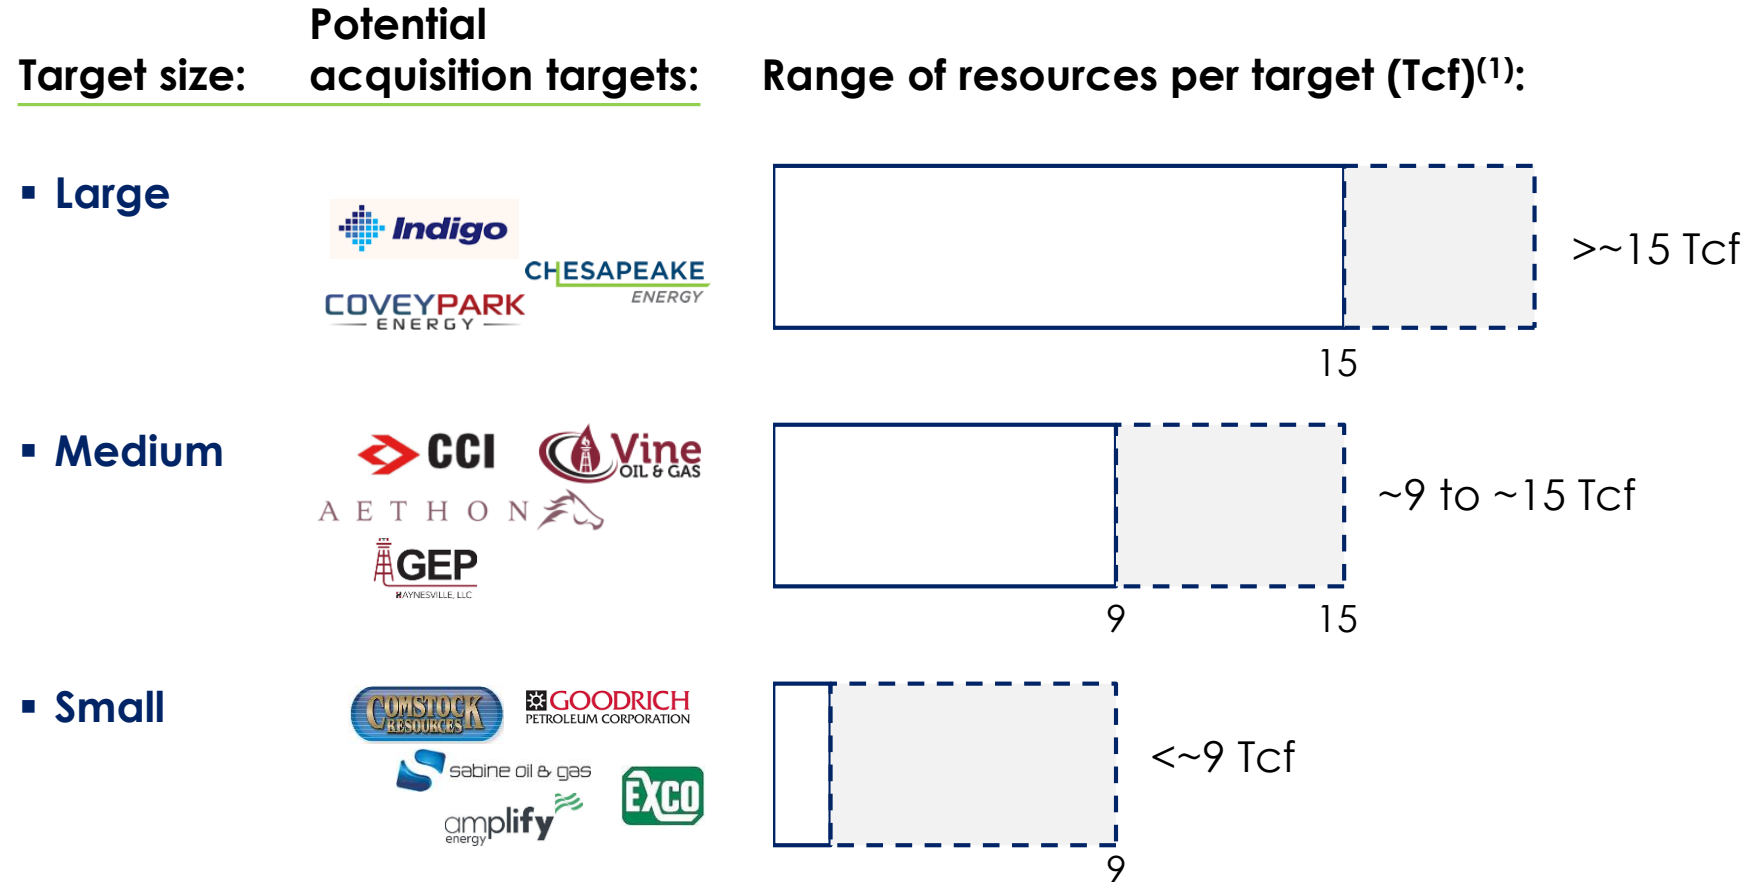 Target size:
Potential
acquisition targets:
Range of resources per target (Tcf)(1):
▪ Large
Indigo
CHESAPEAKE
ENERGY
COVEYPARK
ENERGY
>~15 Tcf
15
▪ Medium
CCI
Vine
OIL & GAS
AETHON
GEP
HAYNESVILLE, LLC
~9 to ~15 Tcf
9
15
▪ Small
COMSTOCK
RESOURCES
GOODRICH
PETROLEUM CORPORATION
sabine oil & gas
EXCO
amplify
energy
<~9 Tcf
9